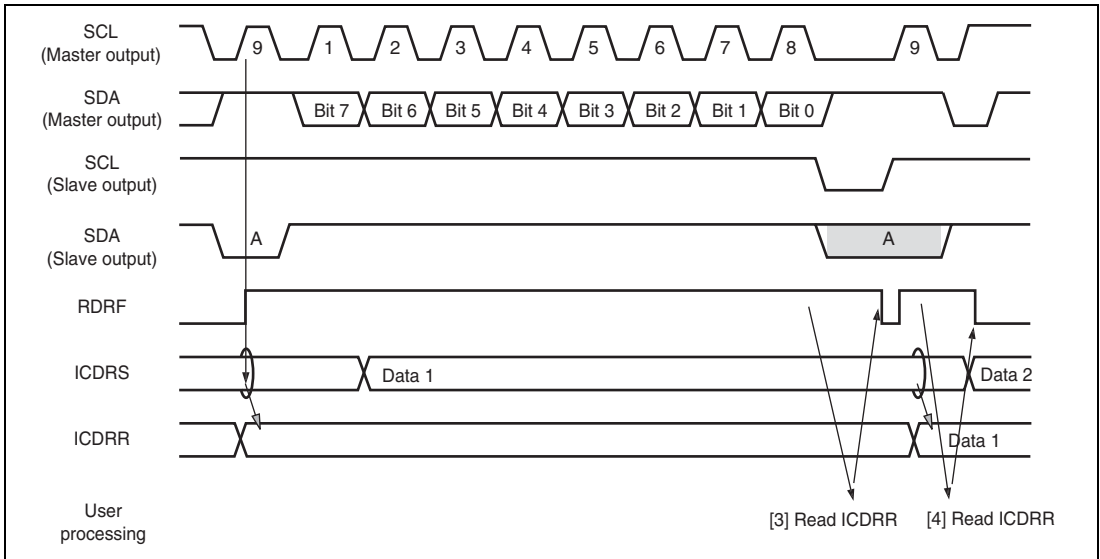 SCL
(Master output)
9 1 2 3 4 5 6 7 8 9
SDA
(Master output)
Bit 7 Bit 6 Bit 5 Bit 4 Bit 3 Bit 2 Bit 1 Bit 0
SCL
(Slave output)
SDA
(Slave output)
A A
RDRF
ICDRS
Data 1 Data 2
ICDRR
Data 1
User
processing
[3] Read ICDRR [4] Read ICDRR